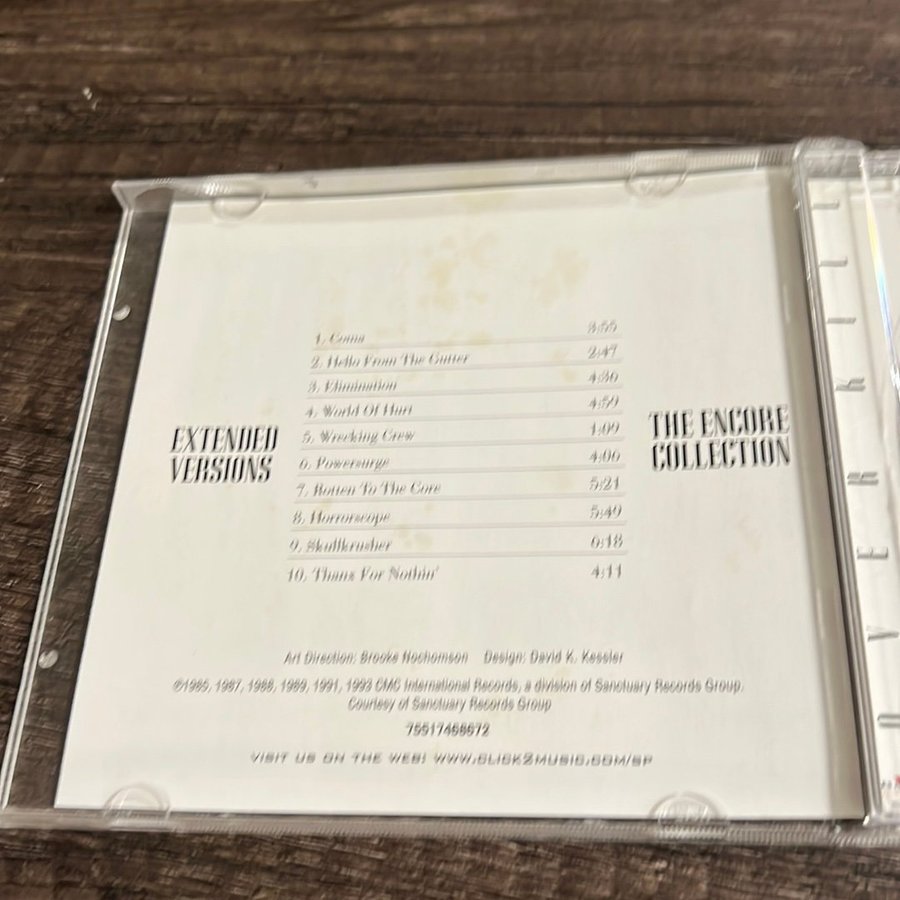 1. Coma 3:55
2. Hello From The Gutter 2:47
3. Elimination 4:36
4. World Of Hurt 4:59
5. Wrecking Crew 4:09
6. Powersurge 4:06
7. Rotten To The Core 5:21
8. Horrorscope 5:49
9. Skullkrusher 6:18
10. Thanx For Nothin' 4:11
EXTENDED
VERSIONS
THE ENCORE
COLLECTION
Art Direction: Brooke Nochomson Design: David K. Kessler
©1985, 1987, 1988, 1989, 1991, 1993 CMC International Records, a division of Sanctuary Records Group.
Courtesy of Sanctuary Records Group
75517456872
VISIT US ON THE WEB! WWW.CLICK2MUSIC.COM/SP
OVERKILL